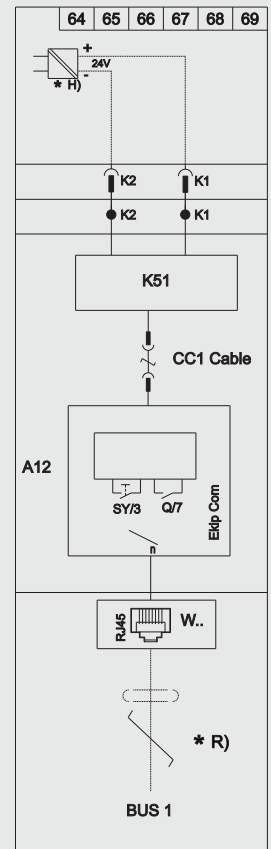 64 65 66 67 68 69
+
24V
-
* H)
K2 K1
K2 K1
K51
CC1 Cable
A12
SY/3 Q/7
Ekip Com
n
RJ45
W..
* R)
BUS 1